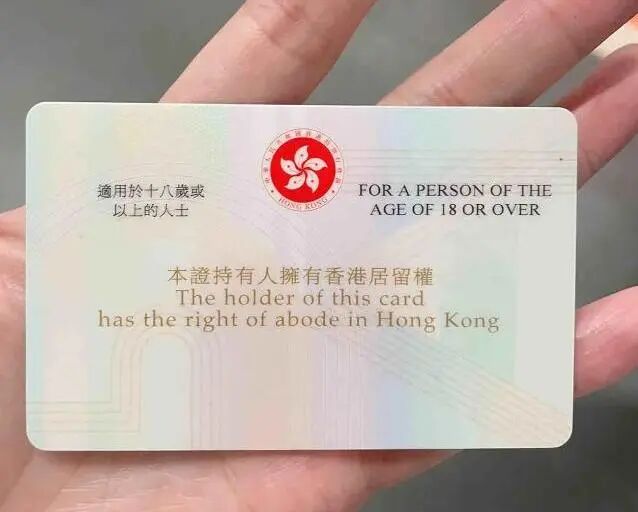 HONG KONG
適用於十八歲或
以上的人士
FOR A PERSON OF THE
AGE OF 18 OR OVER
本證持有人擁有香港居留權
The holder of this card
has the right of abode in Hong Kong